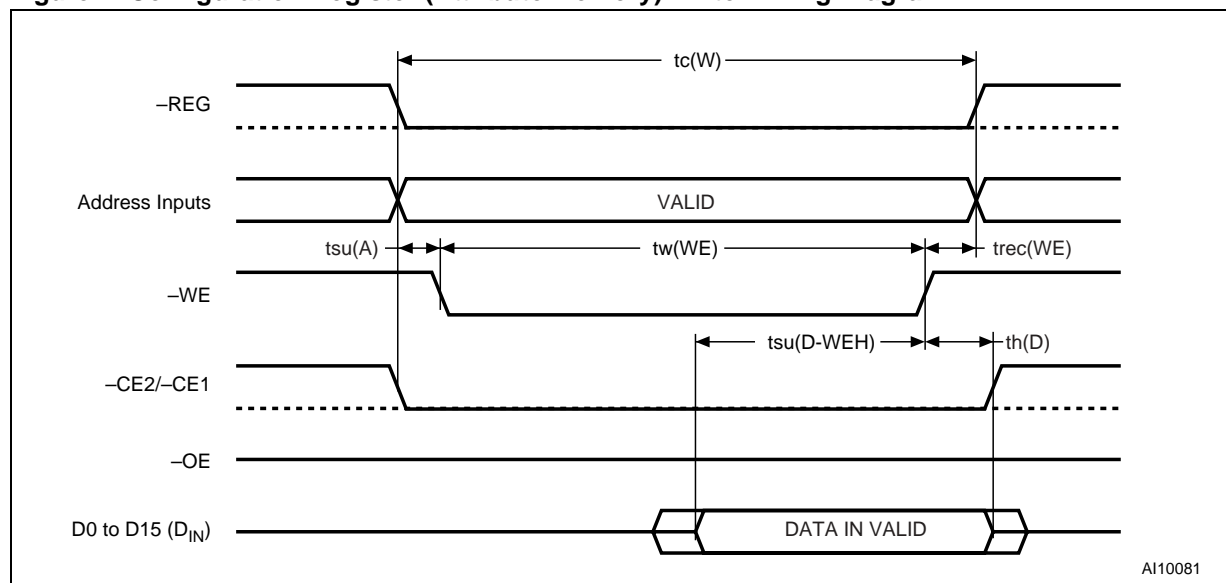 tc(W)
–REG
Address Inputs
VALID
tsu(A)
tw(WE)
trec(WE)
–WE
tsu(D-WEH)
th(D)
–CE2/–CE1
–OE
D0 to D15 (DIN)
DATA IN VALID
AI10081